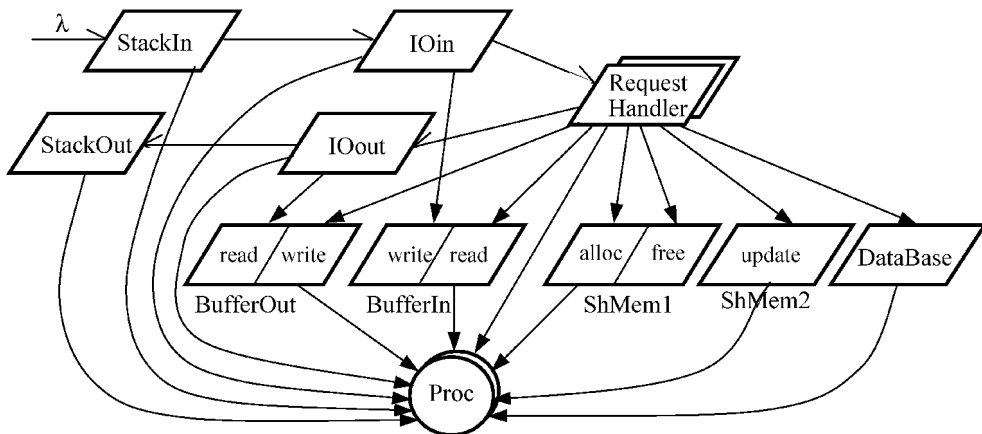 λ
StackIn
IOin
Request
Handler
StackOut
IOout
read write
write read
alloc free
update
DataBase
BufferOut
BufferIn
ShMem1
ShMem2
Proc